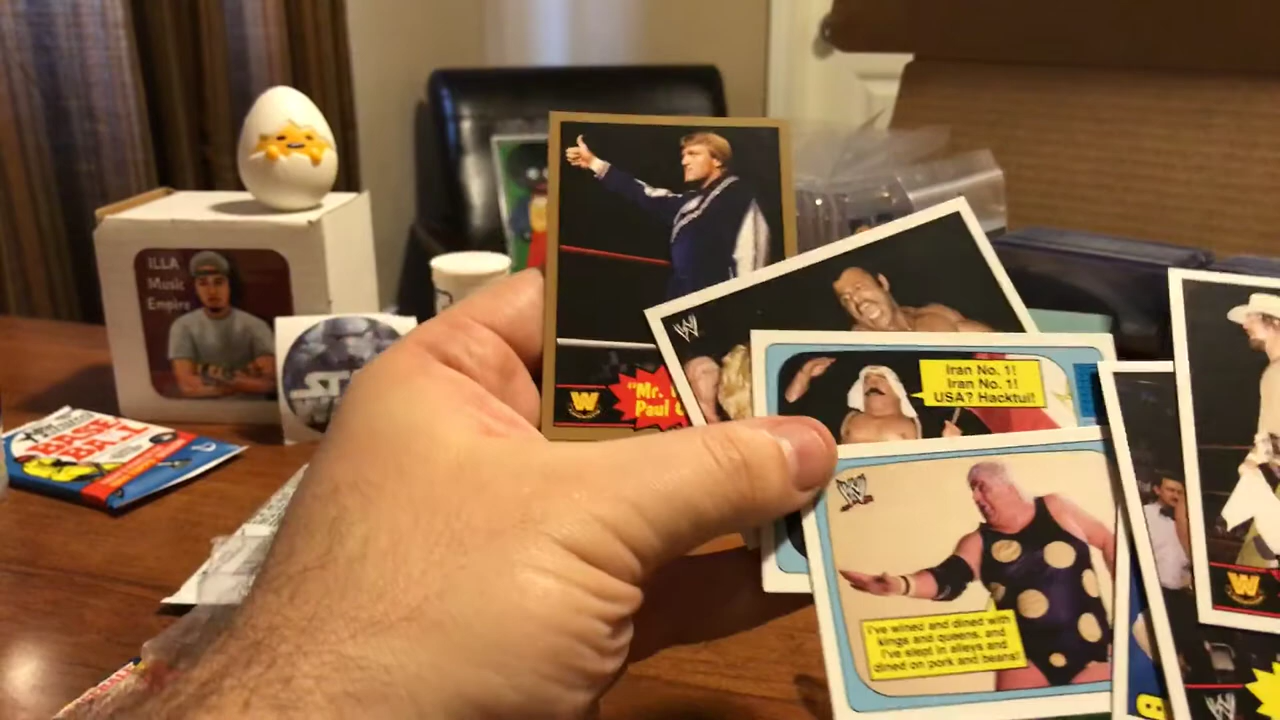 ILLA
Music
Empire
"Mr.
Paul
W
Iran No. 1!
Iran No. 1!
USA? Hacktui!
W
I've wined and dined with
kings and queens, and
I've slept in alleys and
dined on pork and beans!
W